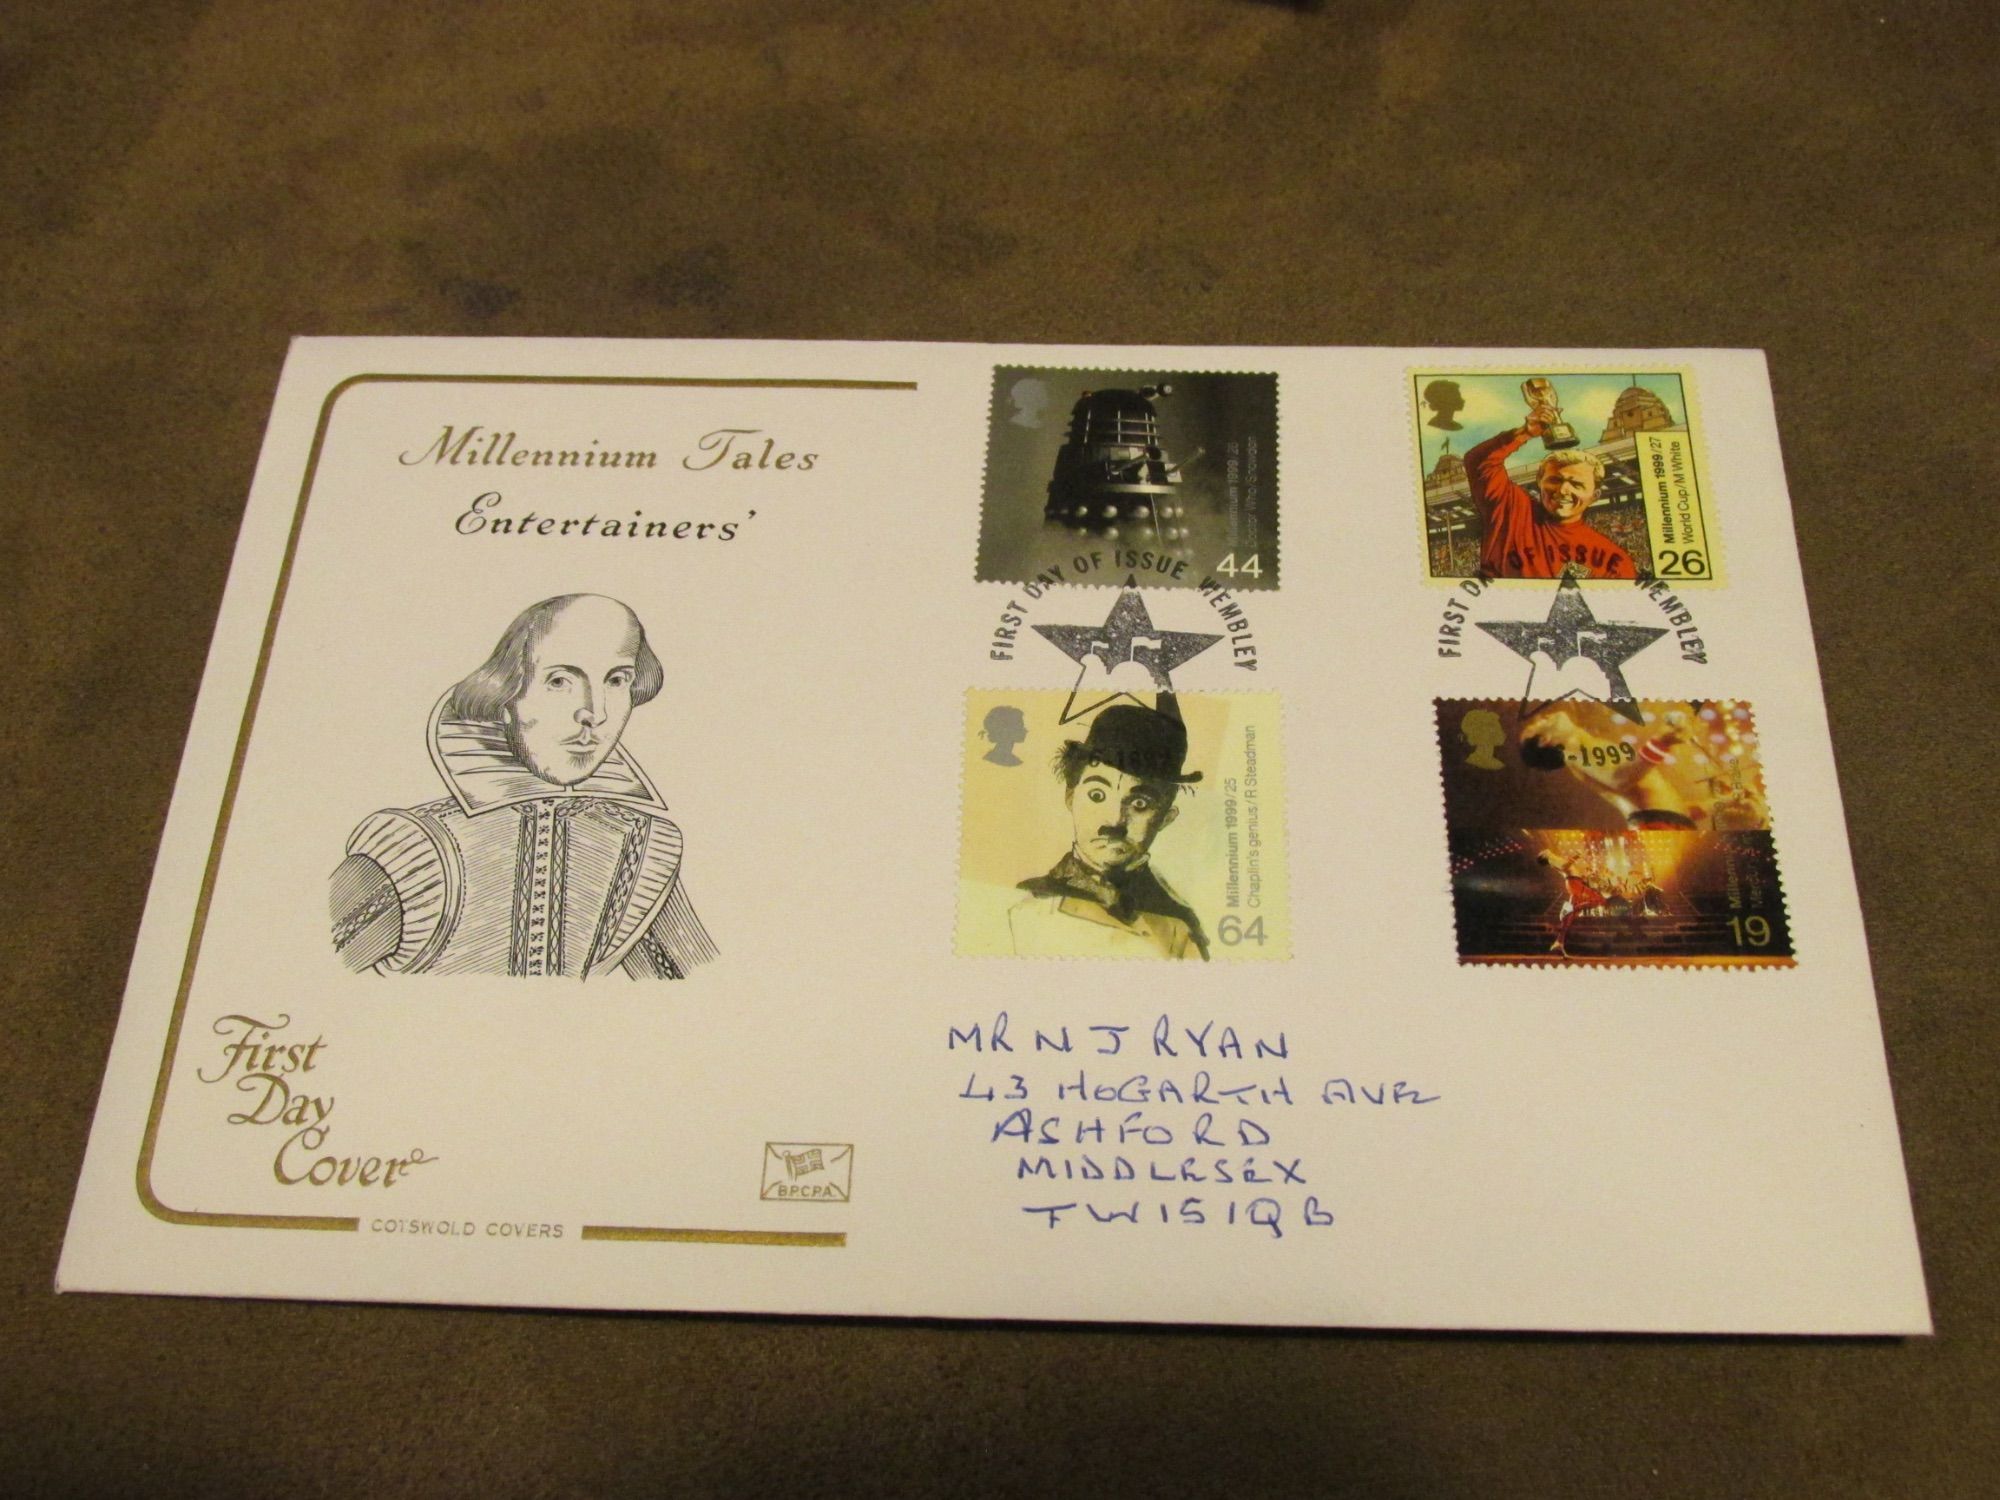 Millennium Tales
Entertainers'
First
Day
Cover
COTSWOLD COVERS
B.P.C.P.A.
44
Millennium 1999/27
World Cup/M White
26
FIRST DAY OF ISSUE WEMBLEY
FIRST DAY OF ISSUE WEMBLEY
Millennium 1999/25
Chaplin's genius/R Steadman
64
-1999
19
MR N J RYAN
43 HOGARTH AVE
ASHFORD
MIDDLESEX
TW15 1QB